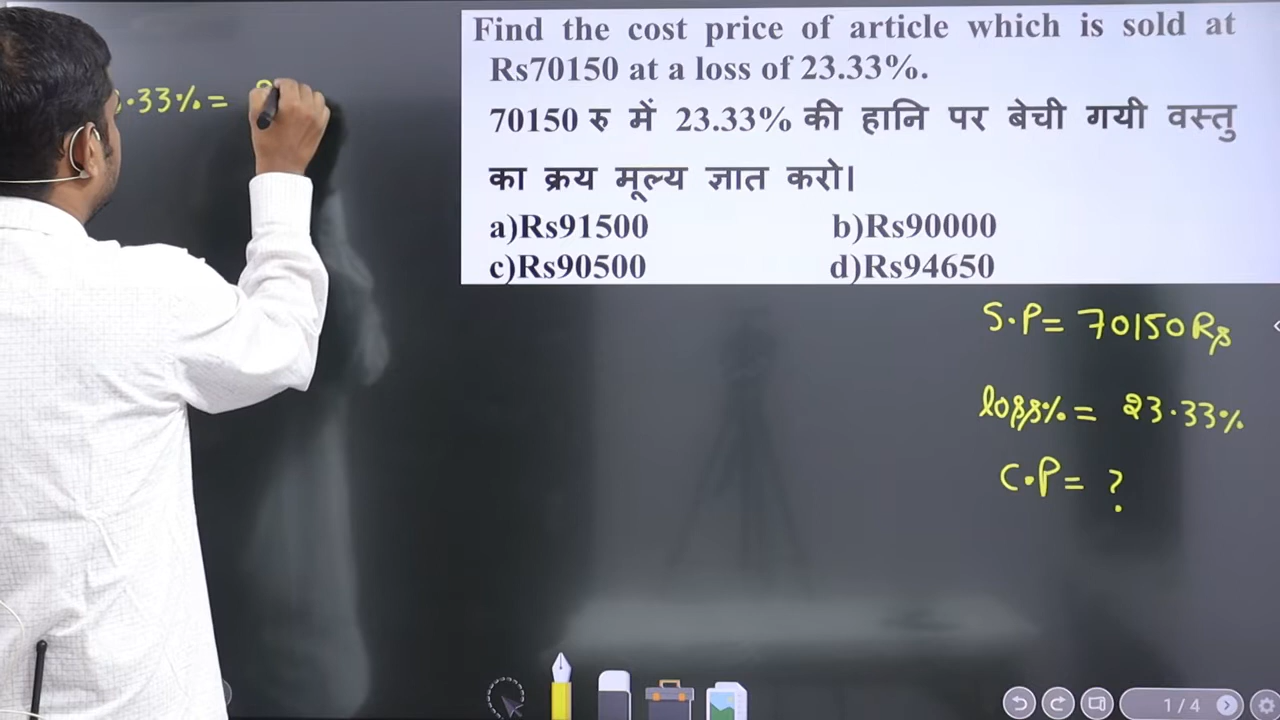 Find the cost price of article which is sold at
Rs70150 at a loss of 23.33%.
70150 रु में 23.33% की हानि पर बेची गयी वस्तु
का क्रय मूल्य ज्ञात करो।
a)Rs91500 b)Rs90000
c)Rs90500 d)Rs94650
.33% =
S.P = 70150 Rs
loss% = 23.33%
C.P = ?
1 / 4